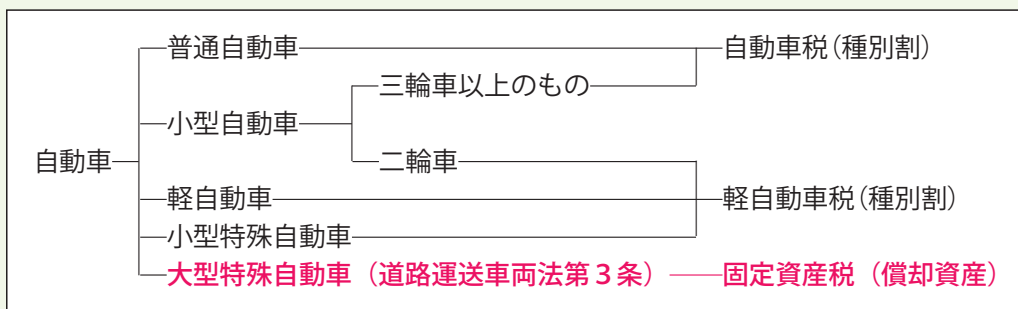 普通自動車 自動車税(種別割)
三輪車以上のもの
小型自動車
自動車 二輪車
軽自動車 軽自動車税(種別割)
小型特殊自動車
大型特殊自動車（道路運送車両法第３条） 固定資産税（償却資産）